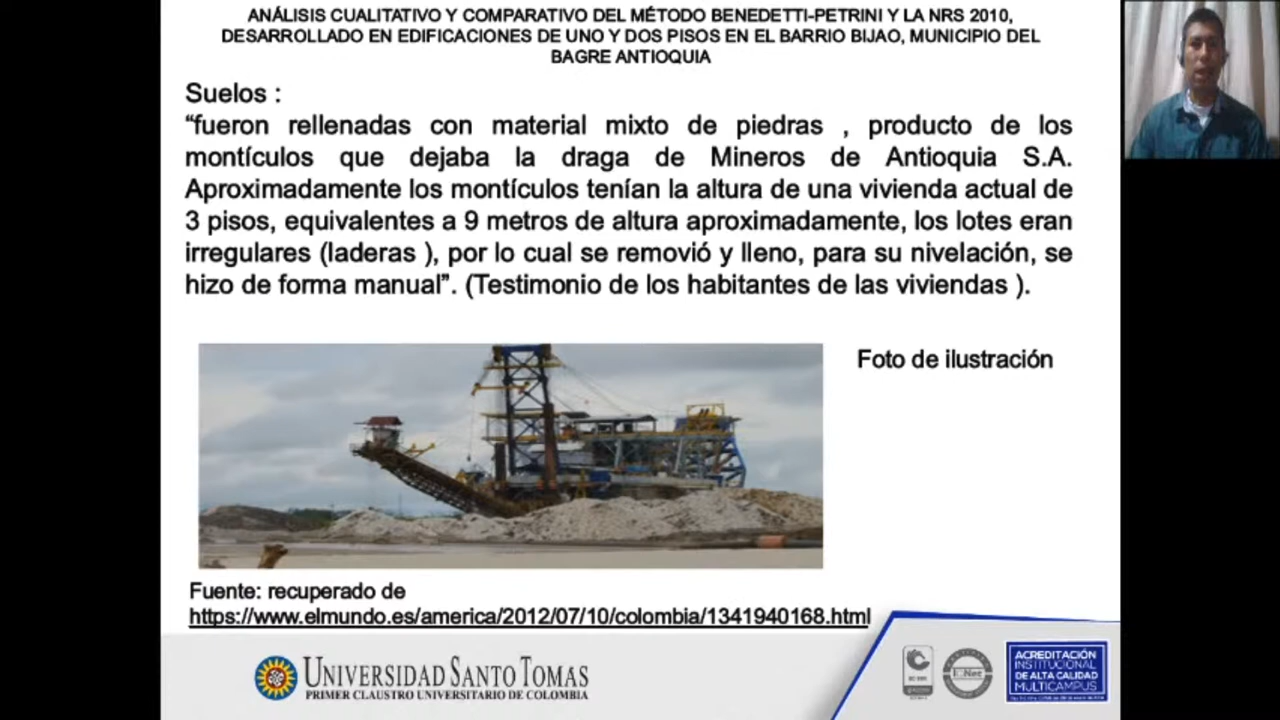 ANÁLISIS CUALITATIVO Y COMPARATIVO DEL MÉTODO BENEDETTI-PETRINI Y LA NRS 2010,
DESARROLLADO EN EDIFICACIONES DE UNO Y DOS PISOS EN EL BARRIO BIJAO, MUNICIPIO DEL
BAGRE ANTIOQUIA
Suelos :
“fueron rellenadas con material mixto de piedras , producto de los
montículos que dejaba la draga de Mineros de Antioquia S.A.
Aproximadamente los montículos tenían la altura de una vivienda actual de
3 pisos, equivalentes a 9 metros de altura aproximadamente, los lotes eran
irregulares (laderas ), por lo cual se removió y lleno, para su nivelación, se
hizo de forma manual”. (Testimonio de los habitantes de las viviendas ).
Foto de ilustración
Fuente: recuperado de
https://www.elmundo.es/america/2012/07/10/colombia/1341940168.html
UNIVERSIDAD SANTO TOMAS
PRIMER CLAUSTRO UNIVERSITARIO DE COLOMBIA
ACREDITACIÓN
INSTITUCIONAL
DE ALTA CALIDAD
MULTICAMPUS